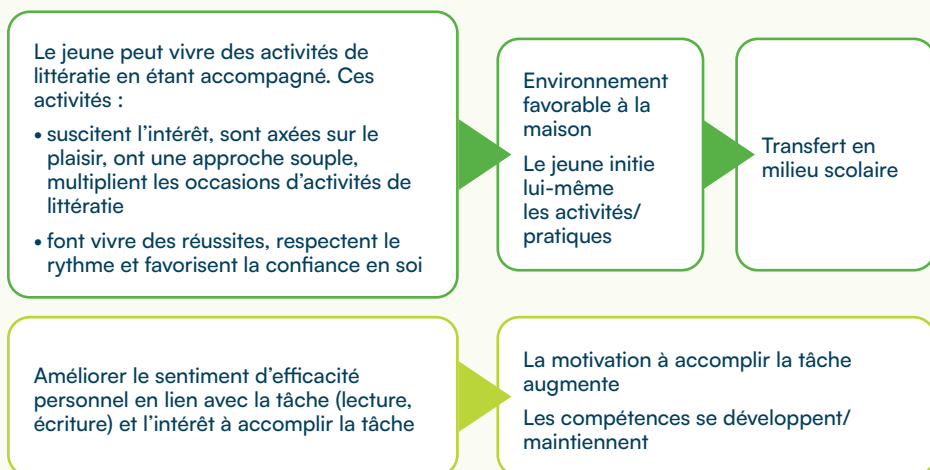 Le jeune peut vivre des activités de
littératie en étant accompagné. Ces
activités :
• suscitent l'intérêt, sont axées sur le
plaisir, ont une approche souple,
multiplient les occasions d'activités de
littératie
• font vivre des réussites, respectent le
rythme et favorisent la confiance en soi
Environnement
favorable à la
maison
Le jeune initie
lui-même
les activités/
pratiques
Transfert en
milieu scolaire
Améliorer le sentiment d'efficacité
personnel en lien avec la tâche (lecture,
écriture) et l'intérêt à accomplir la tâche
La motivation à accomplir la tâche
augmente
Les compétences se développent/
maintiennent